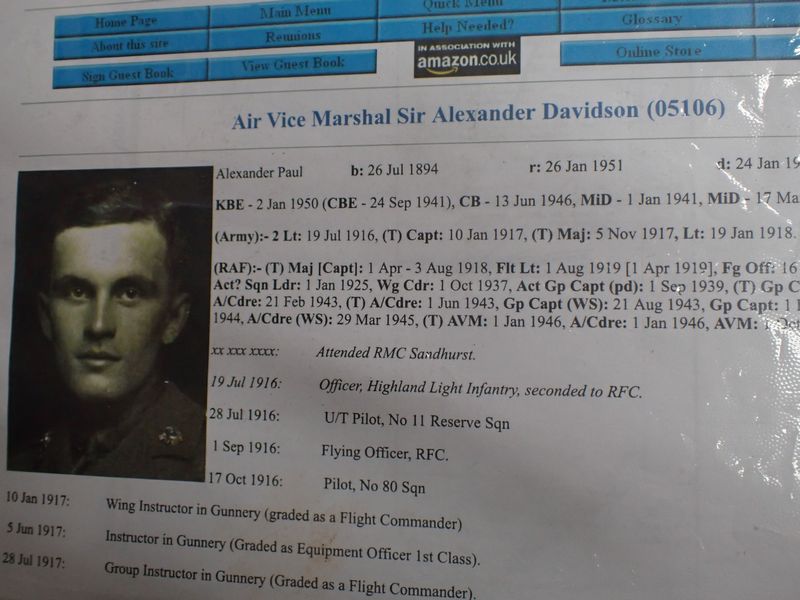 Home Page Main Menu Quick Menu
About this site Reunions Help Needed? Glossary
Sign Guest Book View Guest Book IN ASSOCIATION WITH amazon.co.uk Online Store
Air Vice Marshal Sir Alexander Davidson (05106)
Alexander Paul b: 26 Jul 1894 r: 26 Jan 1951 d: 24 Jan 19
KBE - 2 Jan 1950 (CBE - 24 Sep 1941), CB - 13 Jun 1946, MiD - 1 Jan 1941, MiD - 17 Ma
(Army):- 2 Lt: 19 Jul 1916, (T) Capt: 10 Jan 1917, (T) Maj: 5 Nov 1917, Lt: 19 Jan 1918.
(RAF):- (T) Maj [Capt]: 1 Apr - 3 Aug 1918, Flt Lt: 1 Aug 1919 [1 Apr 1919], Fg Off: 16
Act? Sqn Ldr: 1 Jan 1925, Wg Cdr: 1 Oct 1937, Act Gp Capt (pd): 1 Sep 1939, (T) Gp C
A/Cdre: 21 Feb 1943, (T) A/Cdre: 1 Jun 1943, Gp Capt (WS): 21 Aug 1943, Gp Capt: 1
1944, A/Cdre (WS): 29 Mar 1945, (T) AVM: 1 Jan 1946, A/Cdre: 1 Jan 1946, AVM: Oct
xx xxx xxxx: Attended RMC Sandhurst.
19 Jul 1916: Officer, Highland Light Infantry, seconded to RFC.
28 Jul 1916: U/T Pilot, No 11 Reserve Sqn
1 Sep 1916: Flying Officer, RFC.
17 Oct 1916: Pilot, No 80 Sqn
10 Jan 1917: Wing Instructor in Gunnery (graded as a Flight Commander)
5 Jun 1917: Instructor in Gunnery (Graded as Equipment Officer 1st Class).
28 Jul 1917: Group Instructor in Gunnery (Graded as a Flight Commander).